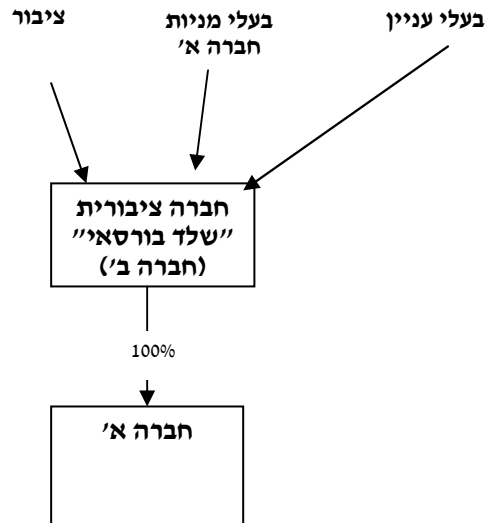 בעלי עניין
בעלי מניות
חברה א'
ציבור
חברה ציבורית
"שלד בורסאי"
(חברה ב')
100%
חברה א'